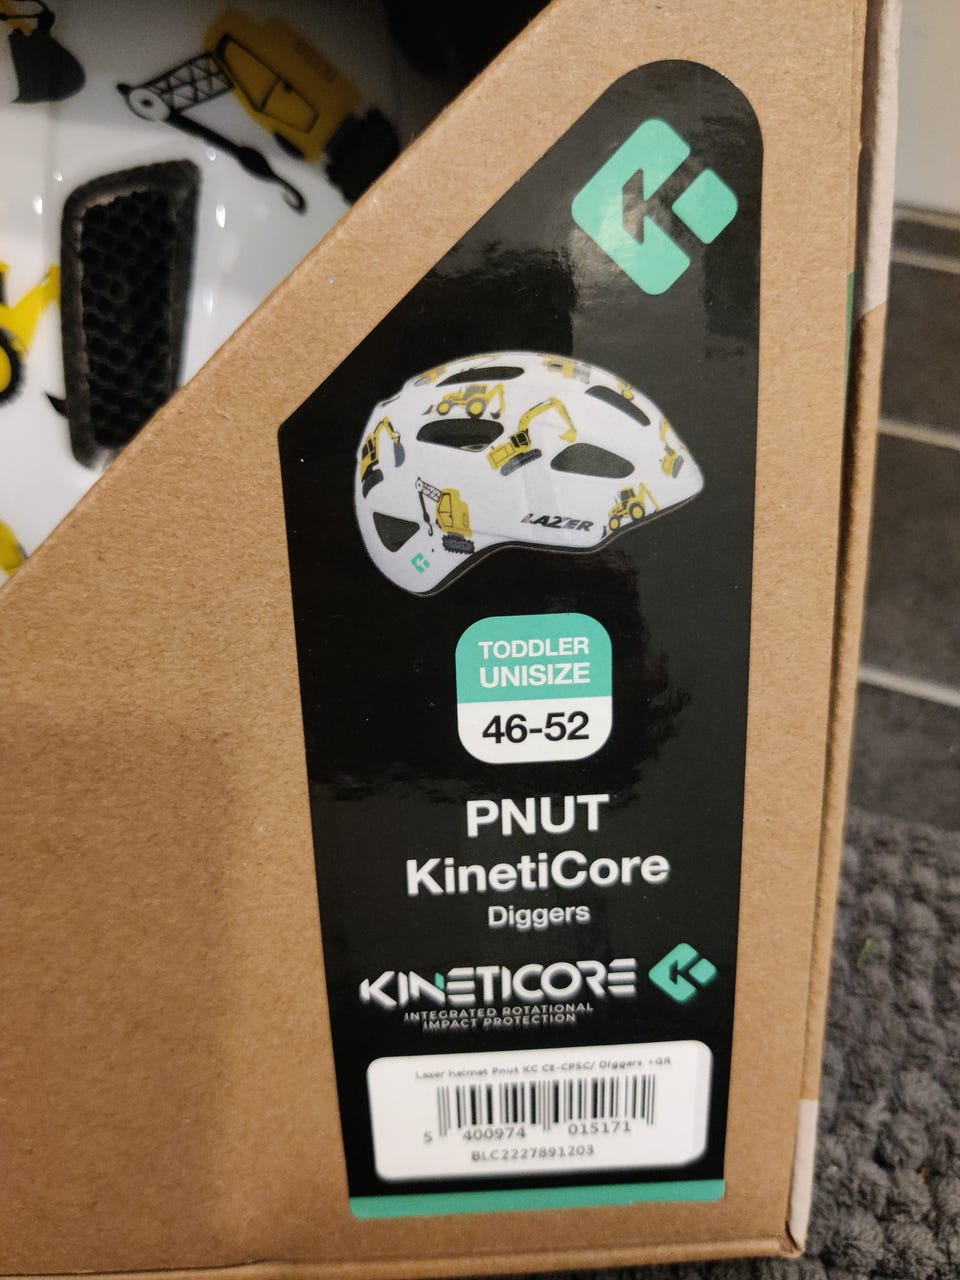 LAZER
TODDLER
UNISIZE
46-52
PNUT
KinetiCore
Diggers
KINETICORE
INTEGRATED ROTATIONAL
IMPACT PROTECTION
Lazer helmet Pnut KC CE-CPSC/ Diggers +GR
5 400974 015171
BLC2227891203